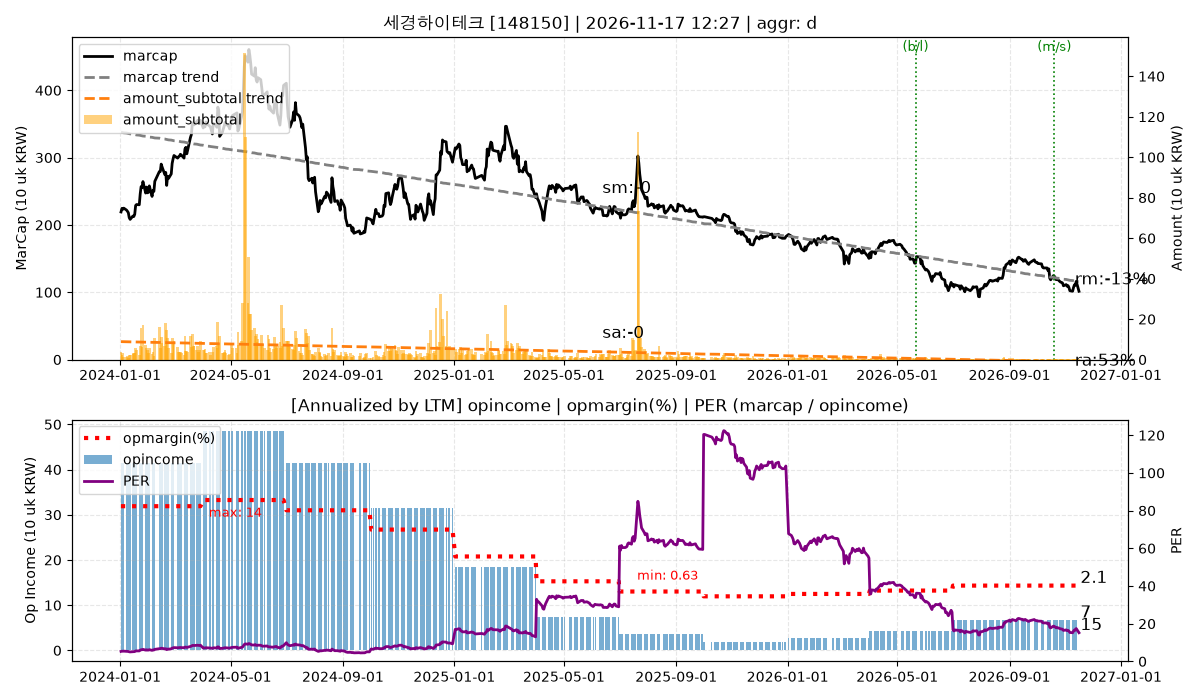 세경하이테크 [148150] | 2026-11-17 12:27 | aggr: d
(b/l)
(m/s)
marcap
marcap trend
amount_subtotal trend
amount_subtotal
400
300
200
100
0
MarCap (10 uk KRW)
140
120
100
80
60
40
20
0
Amount (10 uk KRW)
sm:-0
sa:-0
rm:-13%
ra:53%
2024-01-01 2024-05-01 2024-09-01 2025-01-01 2025-05-01 2025-09-01 2026-01-01 2026-05-01 2026-09-01 2027-01-01
[Annualized by LTM] opincome | opmargin(%) | PER (marcap / opincome)
opmargin(%)
opincome
PER
50
40
30
20
10
0
Op Income (10 uk KRW)
120
100
80
60
40
20
0
PER
max: 14
min: 0.63
2.1
7
15
2024-01-01 2024-05-01 2024-09-01 2025-01-01 2025-05-01 2025-09-01 2026-01-01 2026-05-01 2026-09-01 2027-01-01